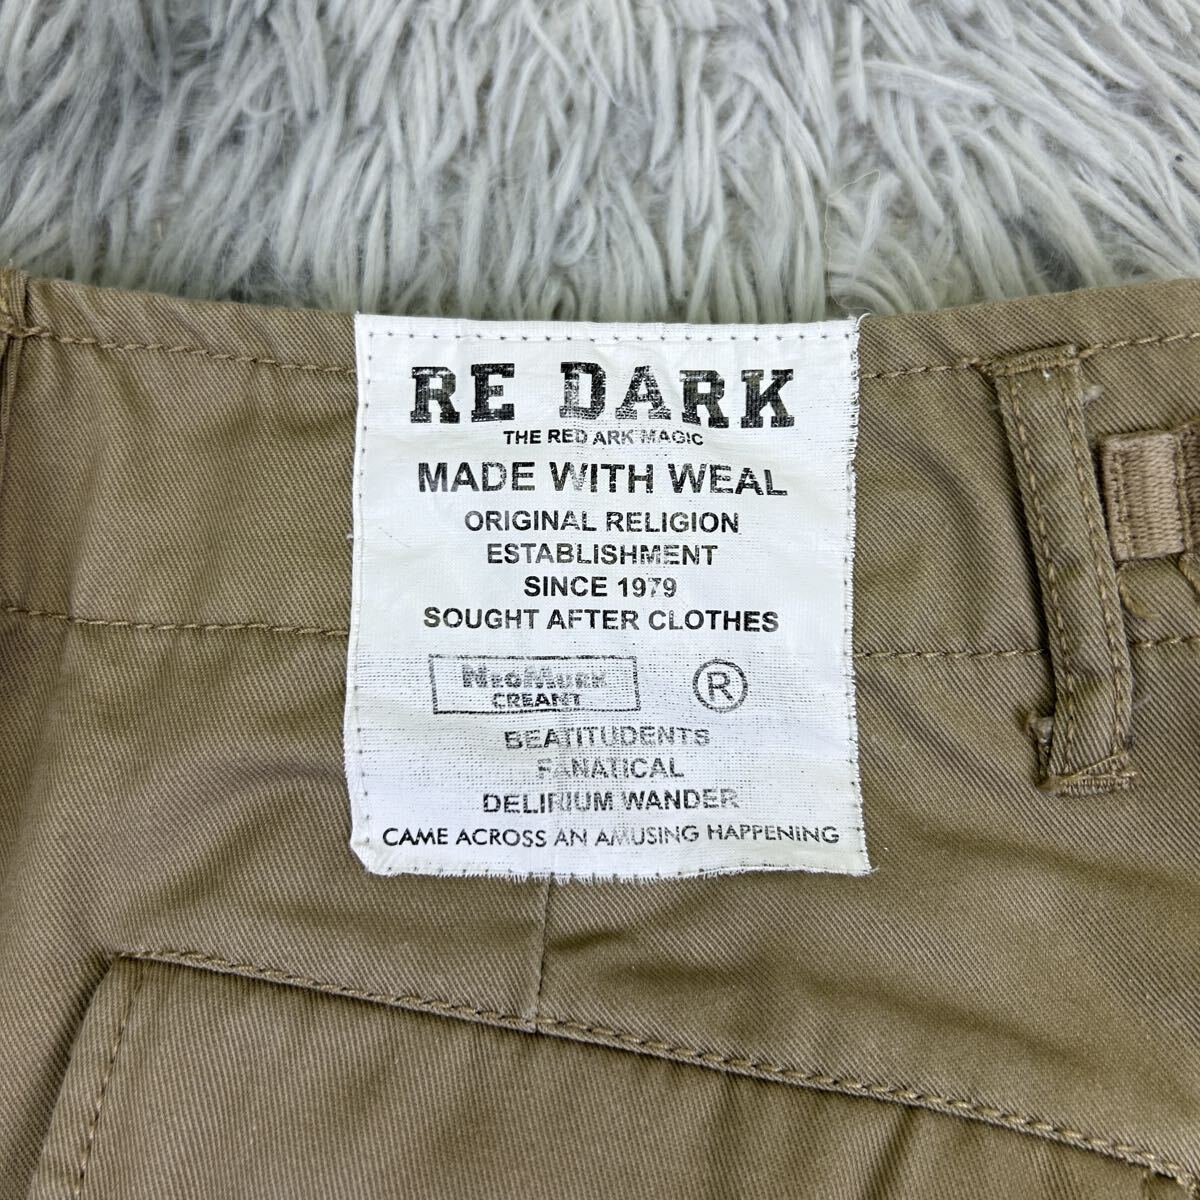 RE DARK
THE RED ARK MAGIC
MADE WITH WEAL
ORIGINAL RELIGION
ESTABLISHMENT
SINCE 1979
SOUGHT AFTER CLOTHES
NEOMURK
CREANT
R
BEATITUDENTS
FANATICAL
DELIRIUM WANDER
CAME ACROSS AN AMUSING HAPPENING